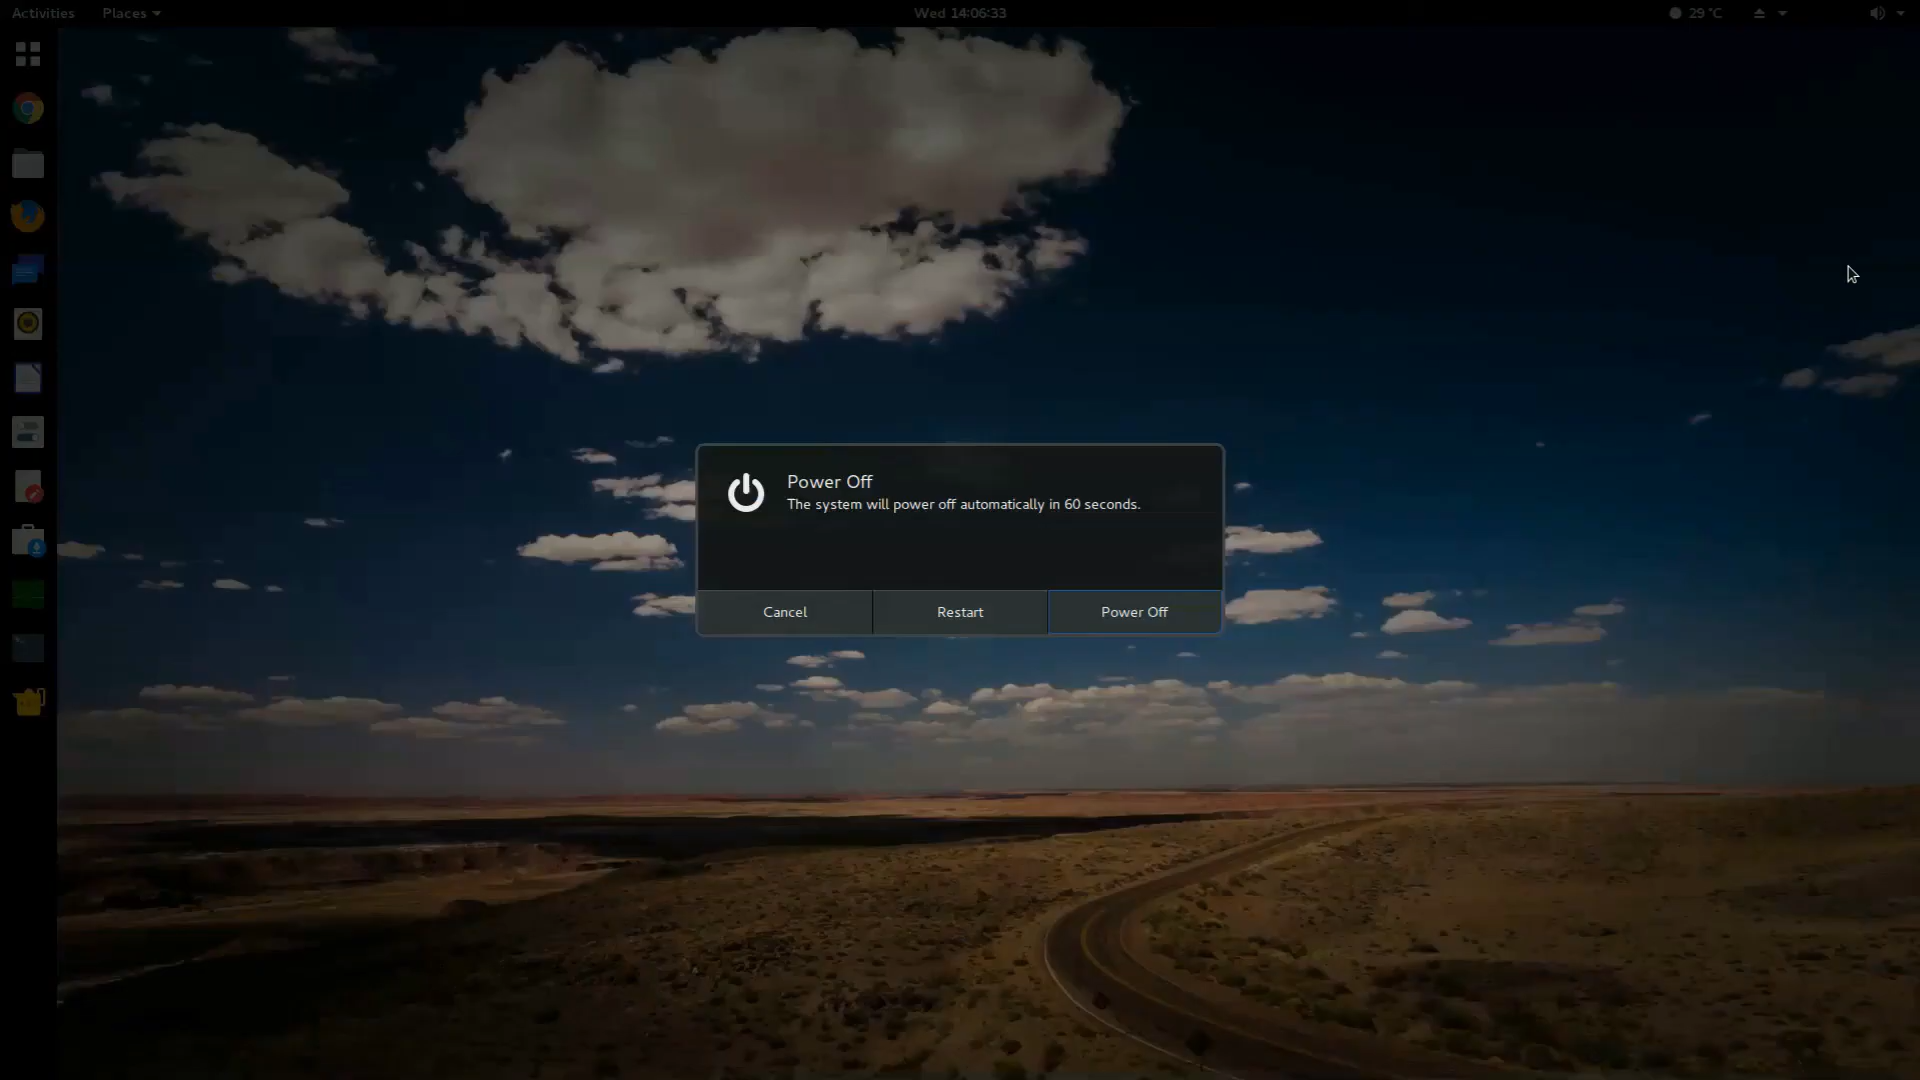 Activities
Places
Wed 14:06:33
29 °C
Power Off
The system will power off automatically in 60 seconds.
Cancel
Restart
Power Off